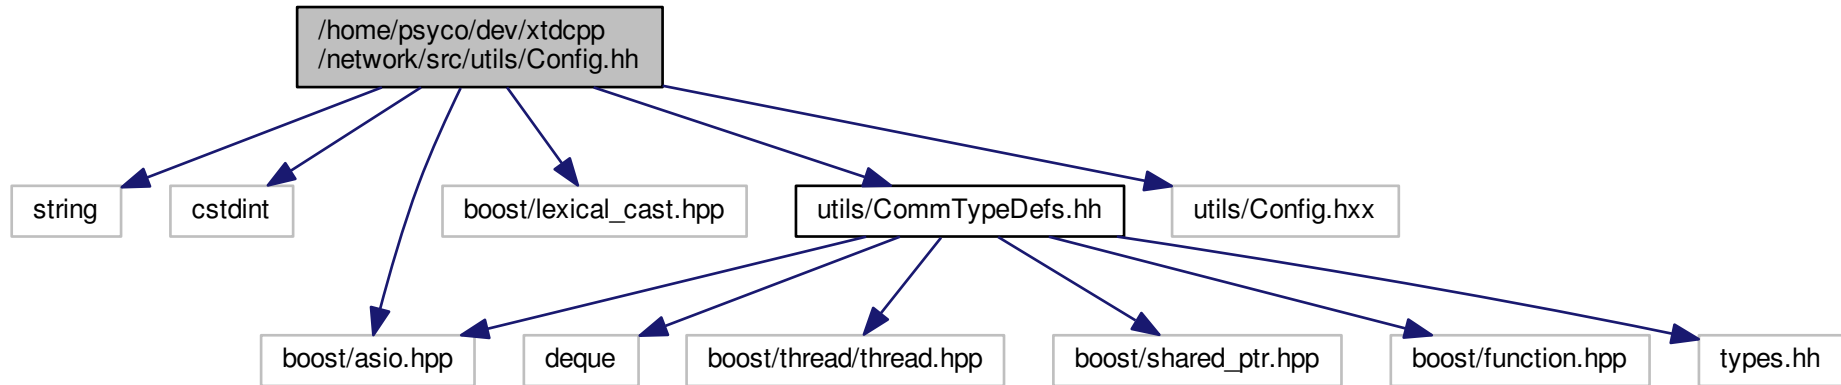 /home/psyco/dev/xtdcpp
/network/src/utils/Config.hh
string
cstdint
boost/lexical_cast.hpp
utils/CommTypeDefs.hh
utils/Config.hxx
boost/asio.hpp
deque
boost/thread/thread.hpp
boost/shared_ptr.hpp
boost/function.hpp
types.hh